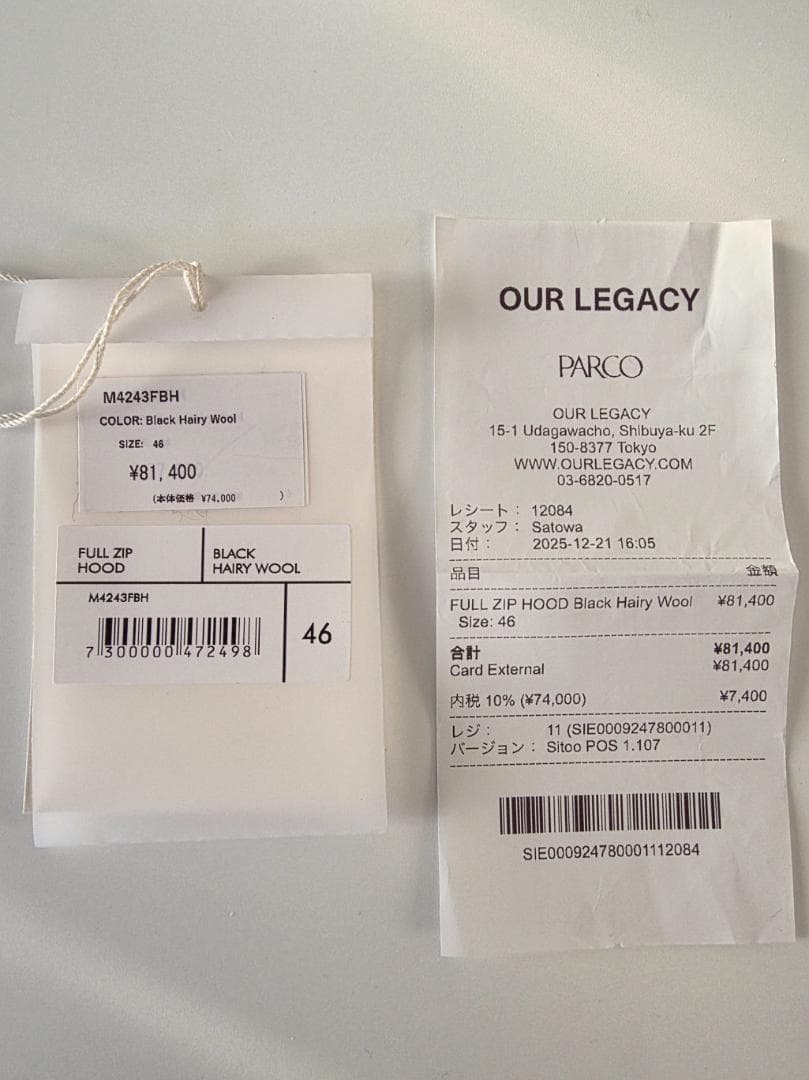 M4243FBH
COLOR: Black Hairy Wool
SIZE: 46
¥81,400
(本体価格 ¥74,000 )
FULL ZIP
HOOD
BLACK
HAIRY WOOL
M4243FBH
7 300000 472498
46
OUR LEGACY
PARCO
OUR LEGACY
15-1 Udagawacho, Shibuya-ku 2F
150-8377 Tokyo
WWW.OURLEGACY.COM
03-6820-0517
レシート： 12084
スタッフ： Satowa
日付： 2025-12-21 16:05
品目 金額
FULL ZIP HOOD Black Hairy Wool ¥81,400
Size: 46
合計 ¥81,400
Card External ¥81,400
内税 10% (¥74,000) ¥7,400
レジ： 11 (SIE0009247800011)
バージョン： Sitoo POS 1.107
SIE000924780001112084